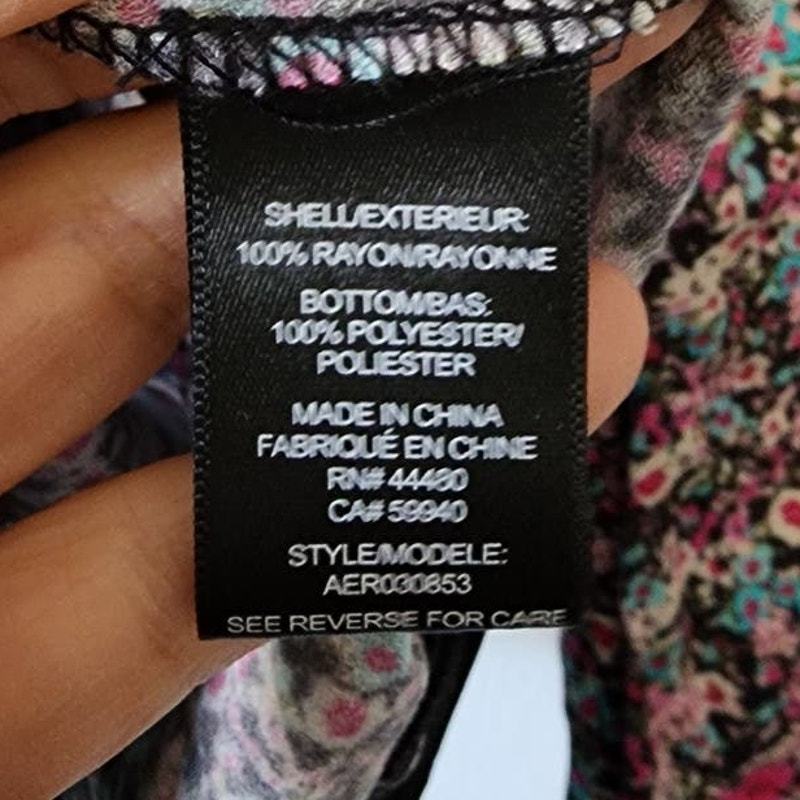 SHELL/EXTERIEUR:
100% RAYON/RAYONNE
BOTTOM/BAS:
100% POLYESTER/
POLIESTER
MADE IN CHINA
FABRIQUÉ EN CHINE
RN# 44480
CA# 59940
STYLE/MODELE:
AER030853
SEE REVERSE FOR CARE